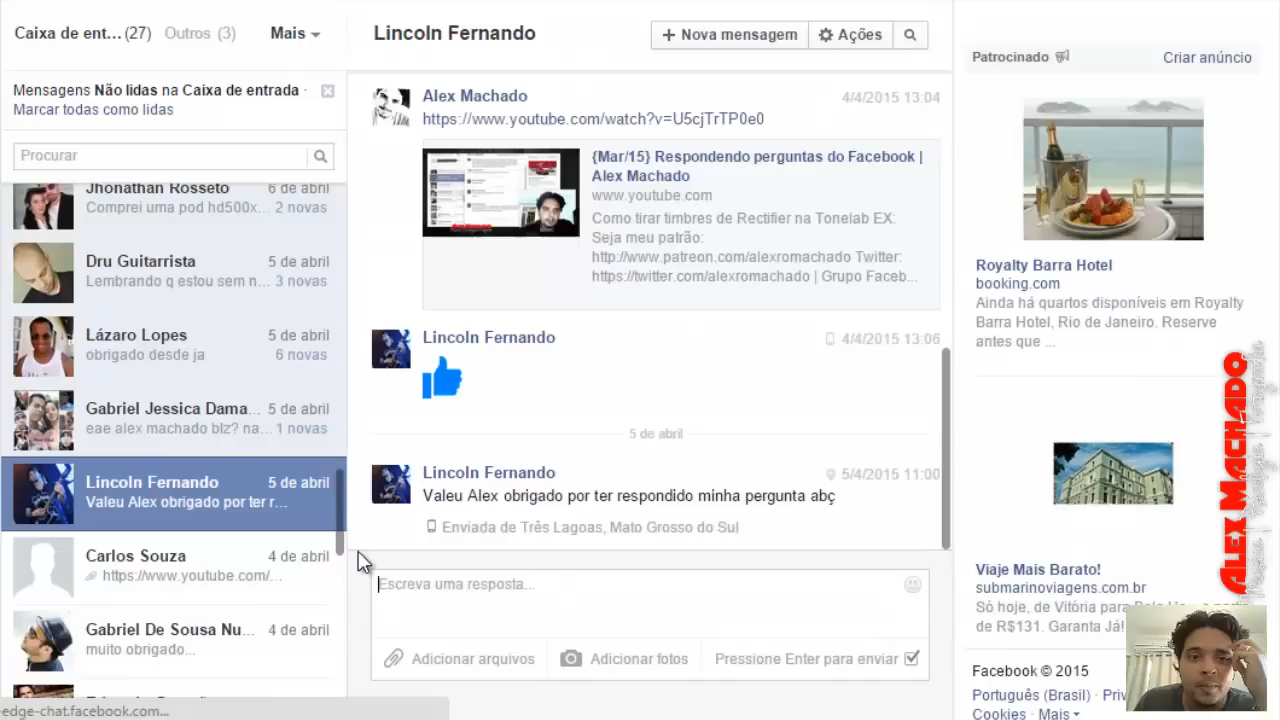 Caixa de ent... (27) Outros (3) Mais
Mensagens Não lidas na Caixa de entrada ·
Marcar todas como lidas
Procurar
Jhonathan Rosseto 6 de abril
Comprei uma pod hd500x... 2 novas
Dru Guitarrista 5 de abril
Lembrando q estou sem n... 3 novas
Lázaro Lopes 5 de abril
obrigado desde ja 6 novas
Gabriel Jessica Dama... 5 de abril
eae alex machado blz? na... 1 novas
Lincoln Fernando 5 de abril
Valeu Alex obrigado por ter r...
Carlos Souza 4 de abril
https://www.youtube.com/...
Gabriel De Sousa Nu... 4 de abril
muito obrigado...
-edge-chat.facebook.com...
Lincoln Fernando
+ Nova mensagem Ações
Alex Machado 4/4/2015 13:04
https://www.youtube.com/watch?v=U5cjTrTP0e0
{Mar/15} Respondendo perguntas do Facebook |
Alex Machado
www.youtube.com
Como tirar timbres de Rectifier na Tonelab EX:
Seja meu patrão:
http://www.patreon.com/alexromachado Twitter:
https://twitter.com/alexromachado | Grupo Faceb...
Lincoln Fernando 4/4/2015 13:06
5 de abril
Lincoln Fernando 5/4/2015 11:00
Valeu Alex obrigado por ter respondido minha pergunta abç
Enviada de Três Lagoas, Mato Grosso do Sul
Escreva uma resposta...
Adicionar arquivos Adicionar fotos Pressione Enter para enviar
Patrocinado Criar anúncio
Royalty Barra Hotel
booking.com
Ainda há quartos disponíveis em Royalty
Barra Hotel, Rio de Janeiro. Reserve
antes que ...
Viaje Mais Barato!
submarinoviagens.com.br
Só hoje, de Vitória para
de R$131. Garanta Já!
Facebook © 2015
Português (Brasil) · Priv
Cookies · Mais
ALEX MACHADO